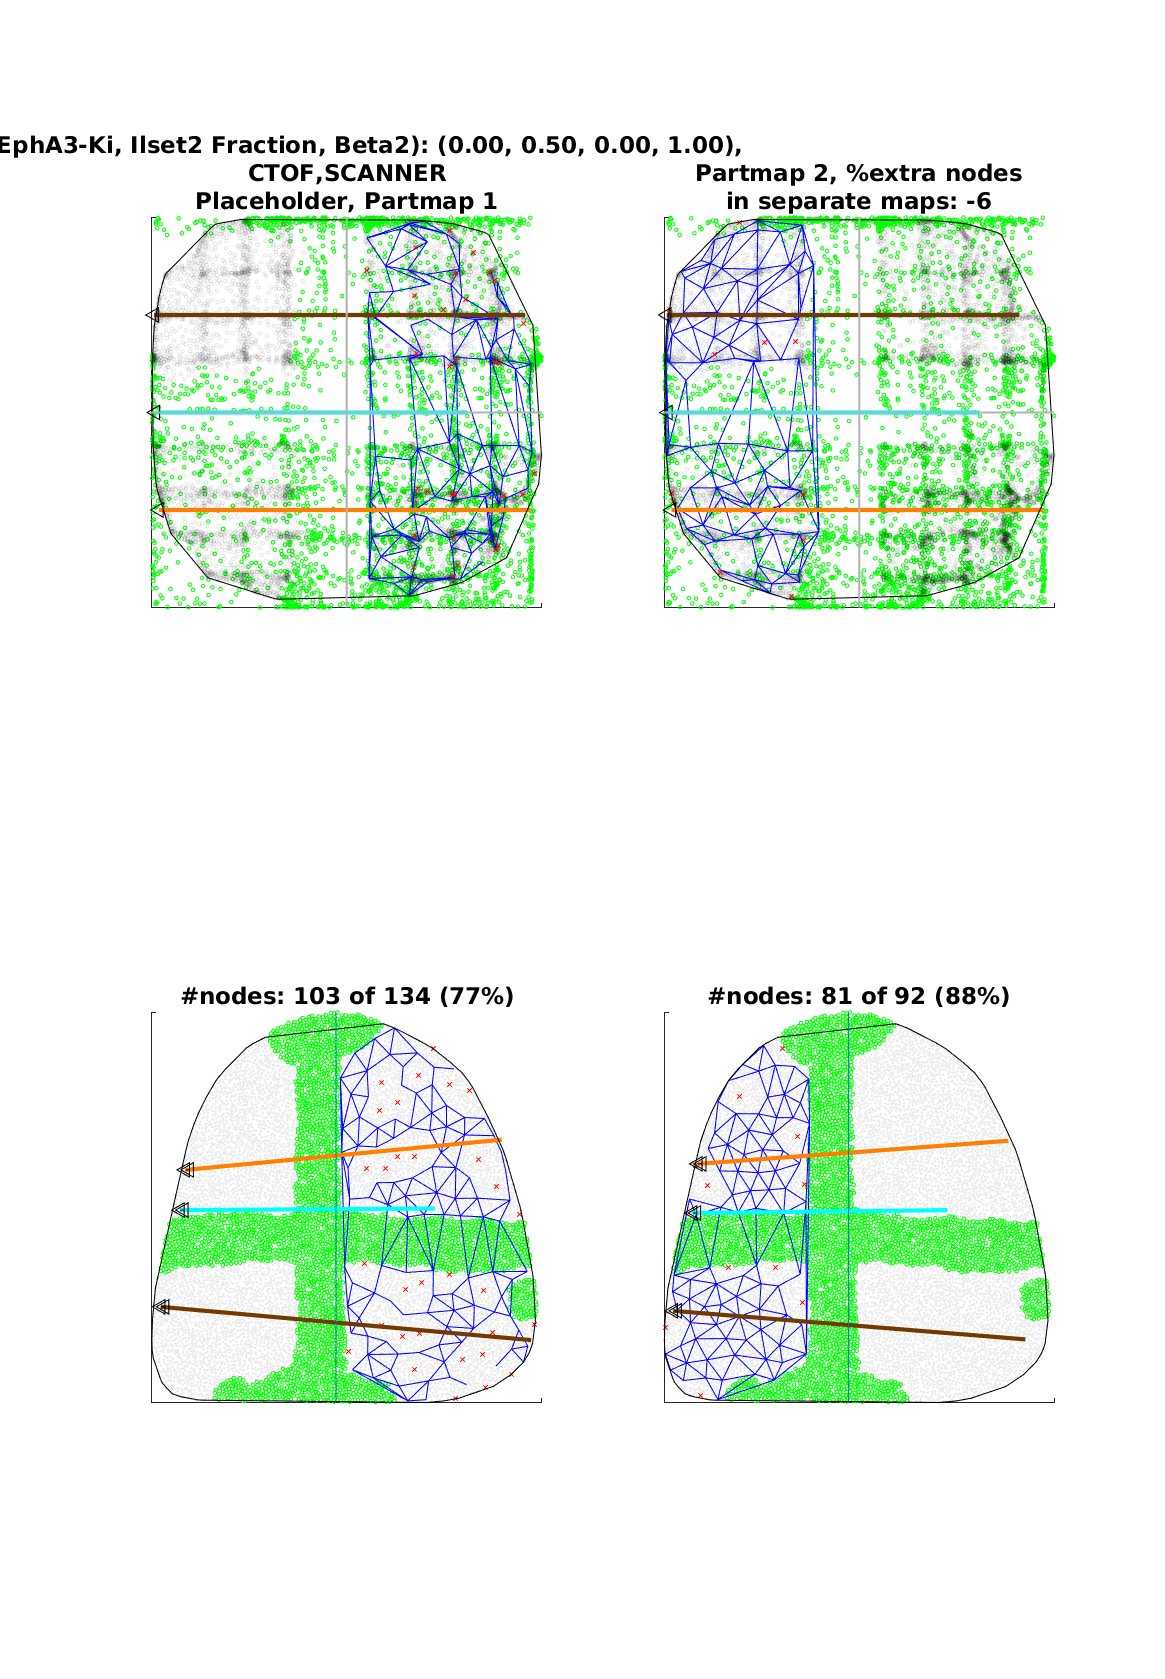 EphA3-Ki, Ilset2 Fraction, Beta2): (0.00, 0.50, 0.00, 1.00),
CTOF,SCANNER
Placeholder, Partmap 1
Partmap 2, %extra nodes
in separate maps: -6
#nodes: 103 of 134 (77%)
#nodes: 81 of 92 (88%)